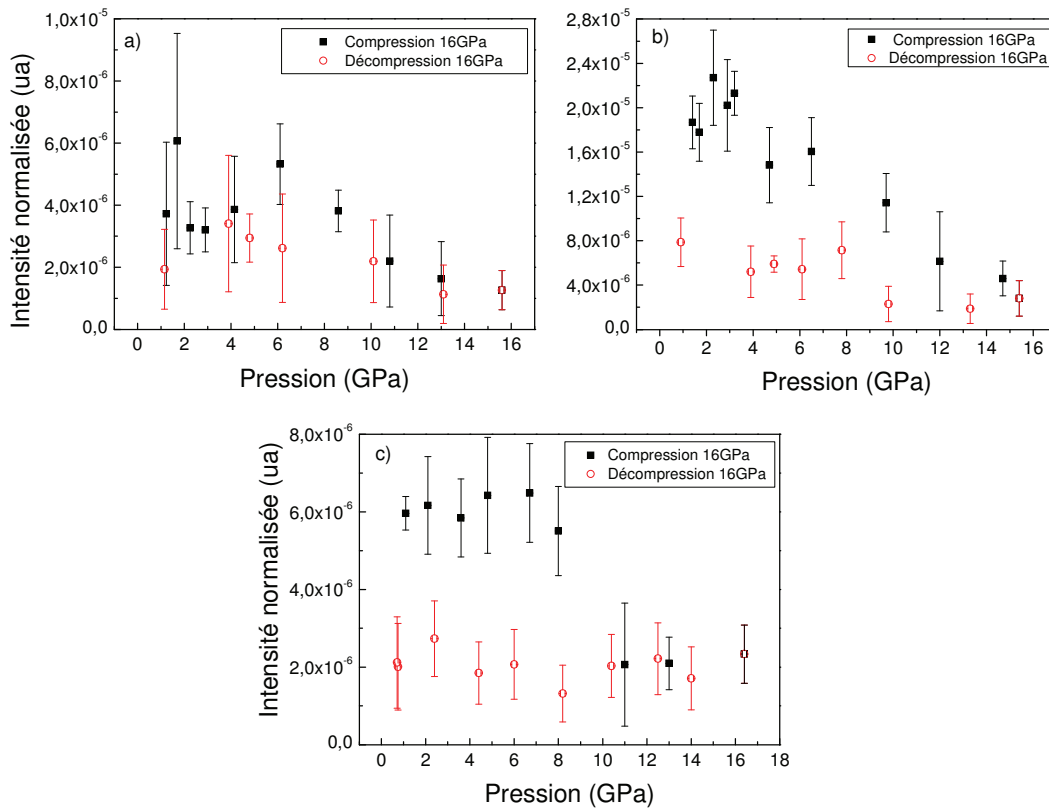 a)
Compression 16GPa
Décompression 16GPa
1,0x10-5
8,0x10-6
6,0x10-6
4,0x10-6
2,0x10-6
0,0
Intensité normalisée (ua)
0 2 4 6 8 10 12 14 16
Pression (GPa)
b)
Compression 16GPa
Décompression 16GPa
2,8x10-5
2,4x10-5
2,0x10-5
1,6x10-5
1,2x10-5
8,0x10-6
4,0x10-6
0,0
0 2 4 6 8 10 12 14 16
Pression (GPa)
c)
Compression 16GPa
Décompression 16GPa
8,0x10-6
6,0x10-6
4,0x10-6
2,0x10-6
0,0
Intensité normalisée (ua)
0 2 4 6 8 10 12 14 16 18
Pression (GPa)